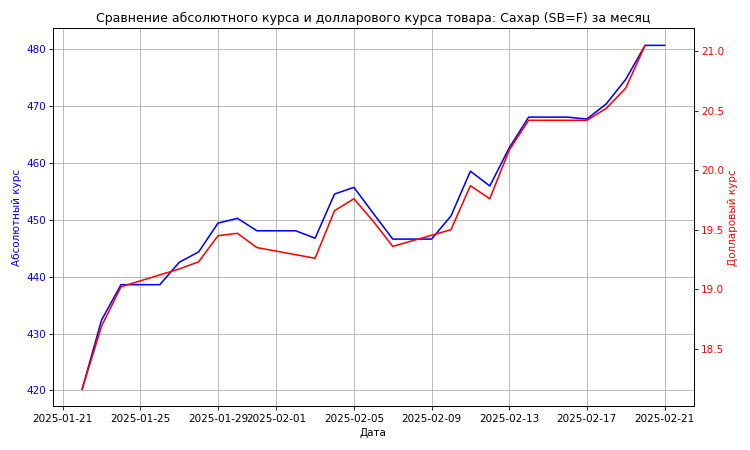 Сравнение абсолютного курса и долларового курса товара: Сахар (SB=F) за месяц
Абсолютный курс
480
470
460
450
440
430
420
21.0
20.5
20.0
19.5
19.0
18.5
Долларовый курс
2025-01-21 2025-01-25 2025-01-29 2025-02-01 2025-02-05 2025-02-09 2025-02-13 2025-02-17 2025-02-21
Дата